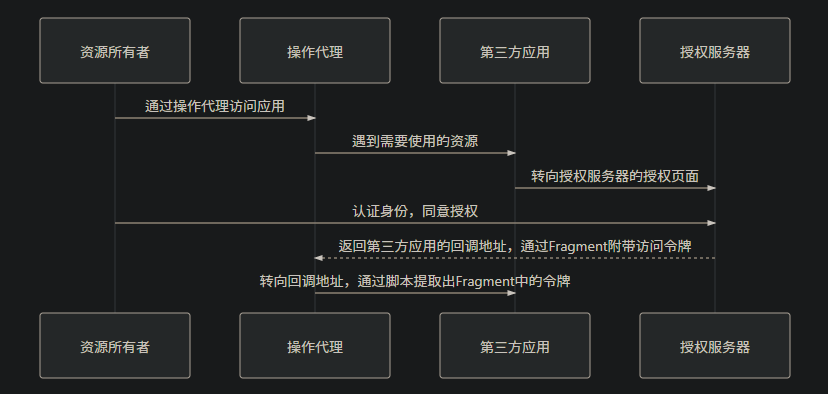 资源所有者
操作代理
第三方应用
授权服务器
通过操作代理访问应用
遇到需要使用的资源
转向授权服务器的授权页面
认证身份，同意授权
返回第三方应用的回调地址，通过Fragment附带访问令牌
转向回调地址，通过脚本提取出Fragment中的令牌
资源所有者
操作代理
第三方应用
授权服务器